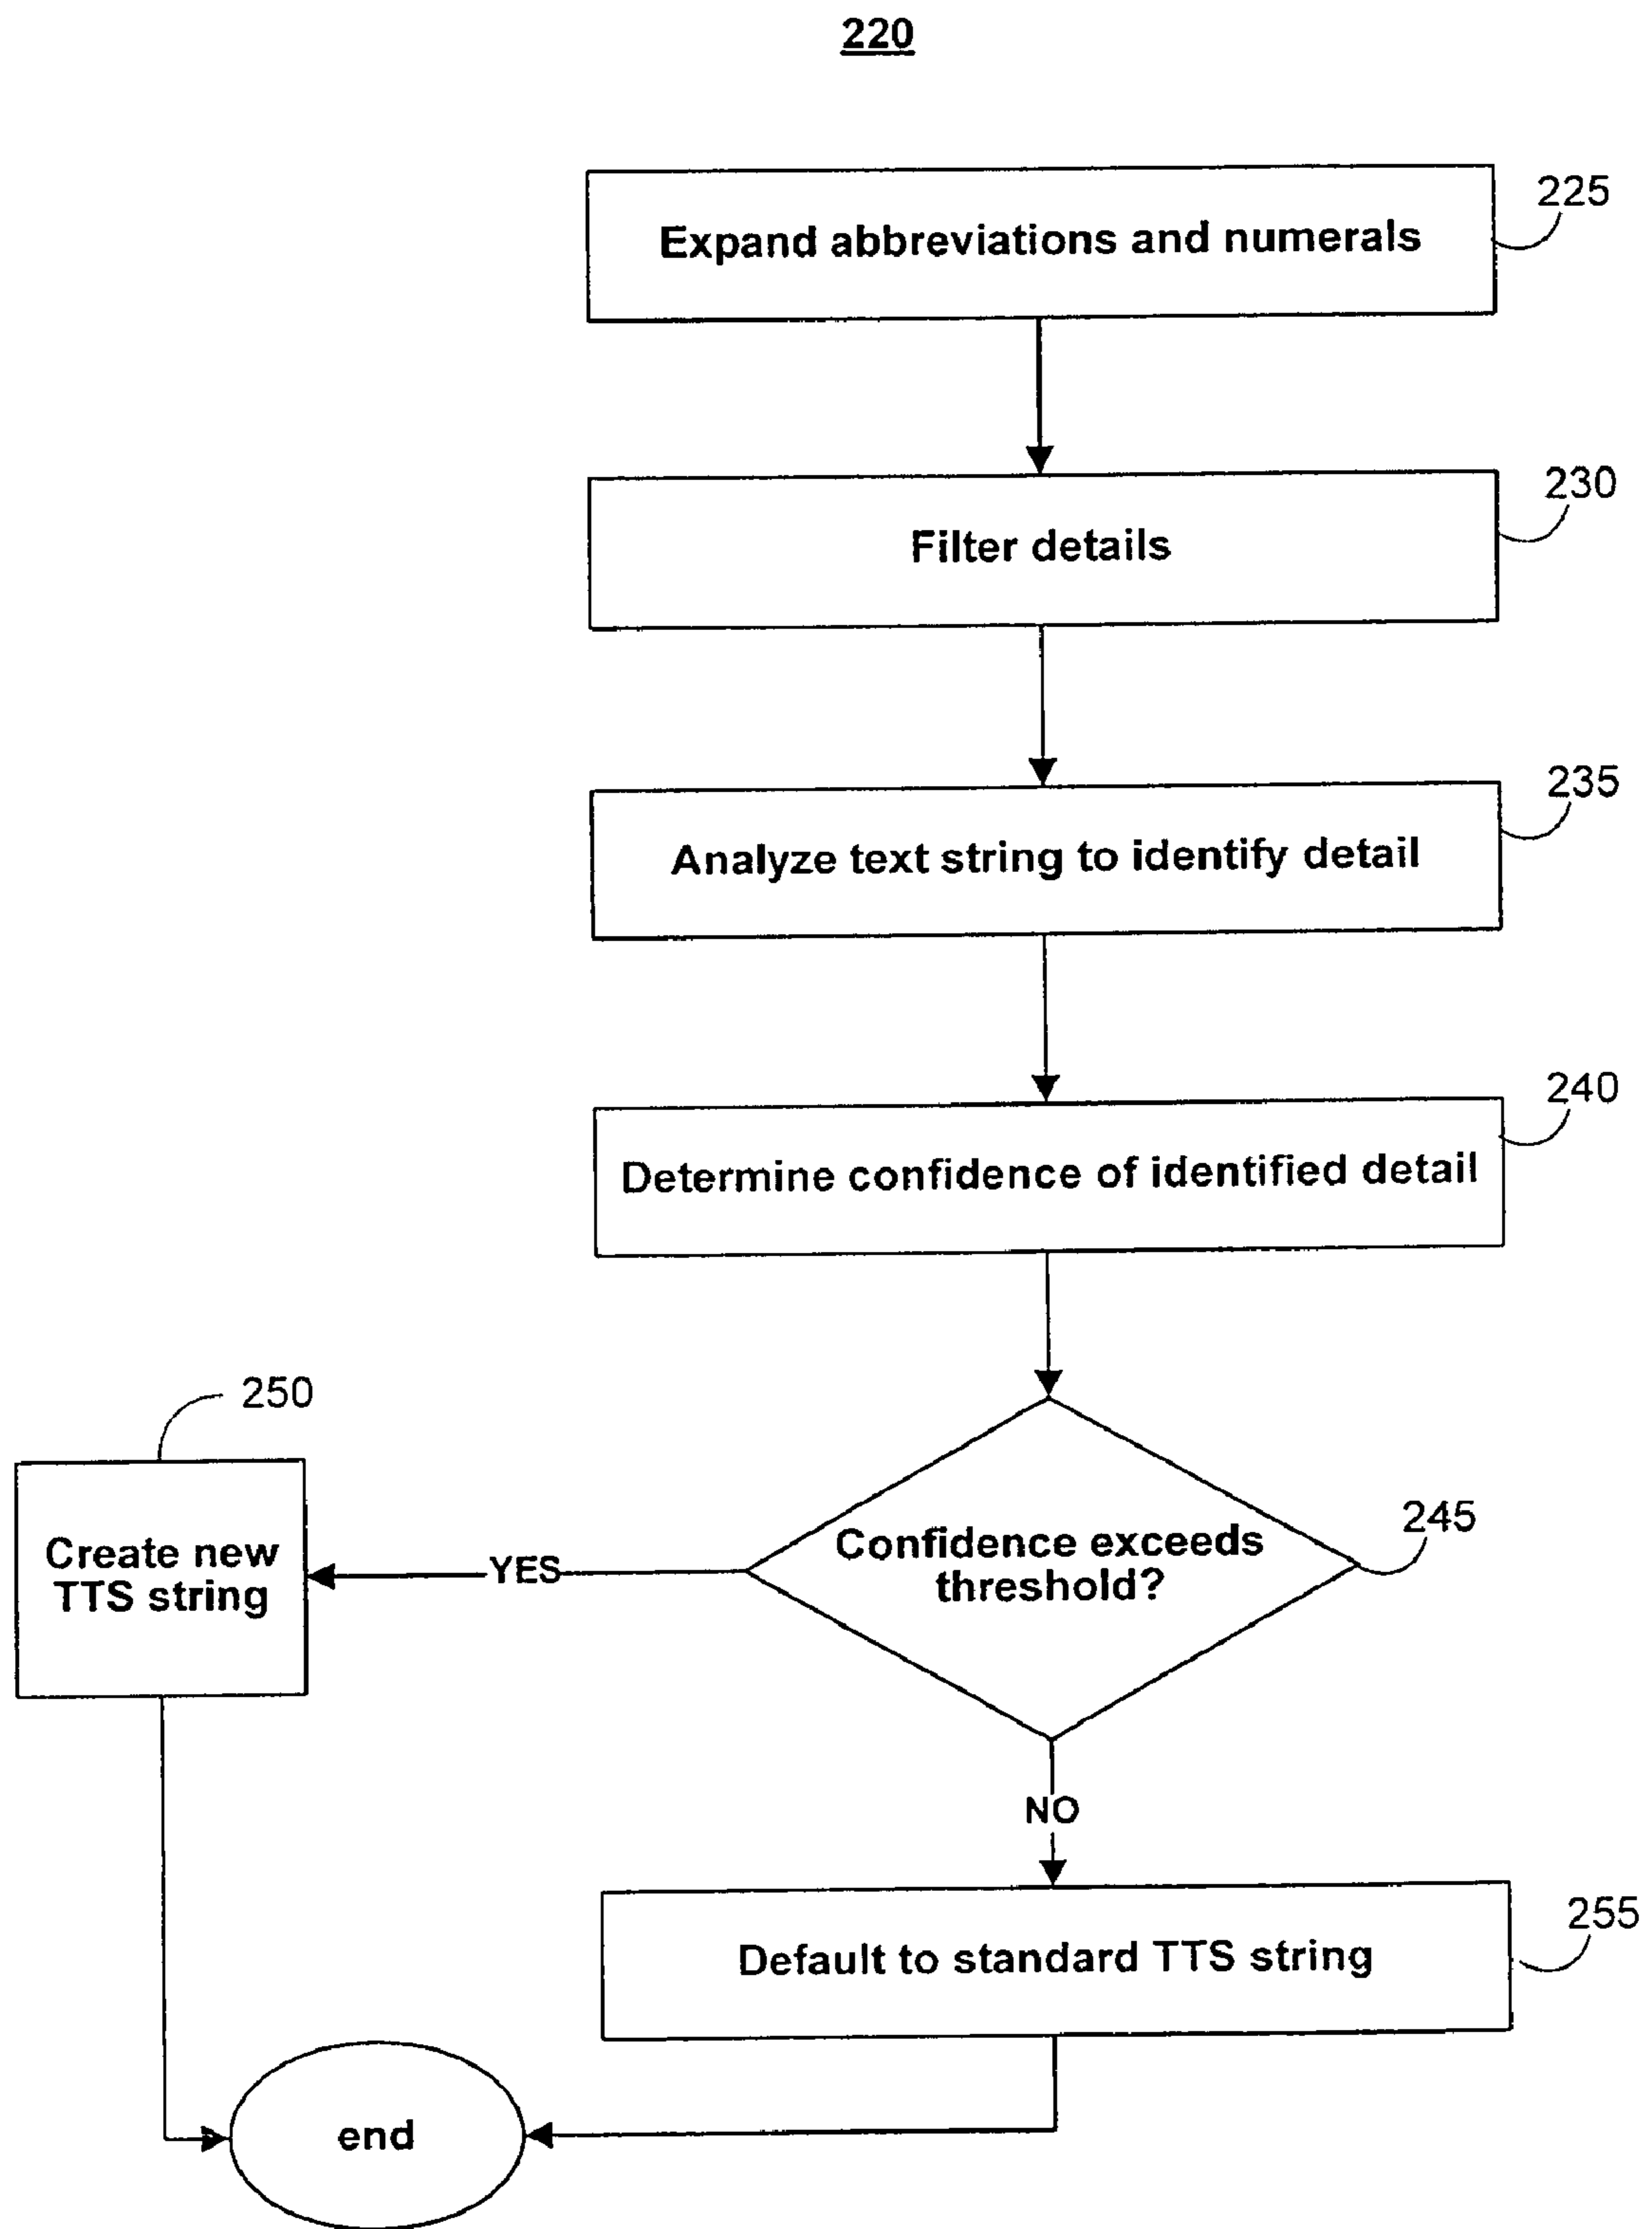 220
Expand abbreviations and numerals
225
Filter details
230
Analyze text string to identify detail
235
Determine confidence of identified detail
240
250
Create new
TTS string
YES
Confidence exceeds
threshold?
245
NO
Default to standard TTS string
255
end